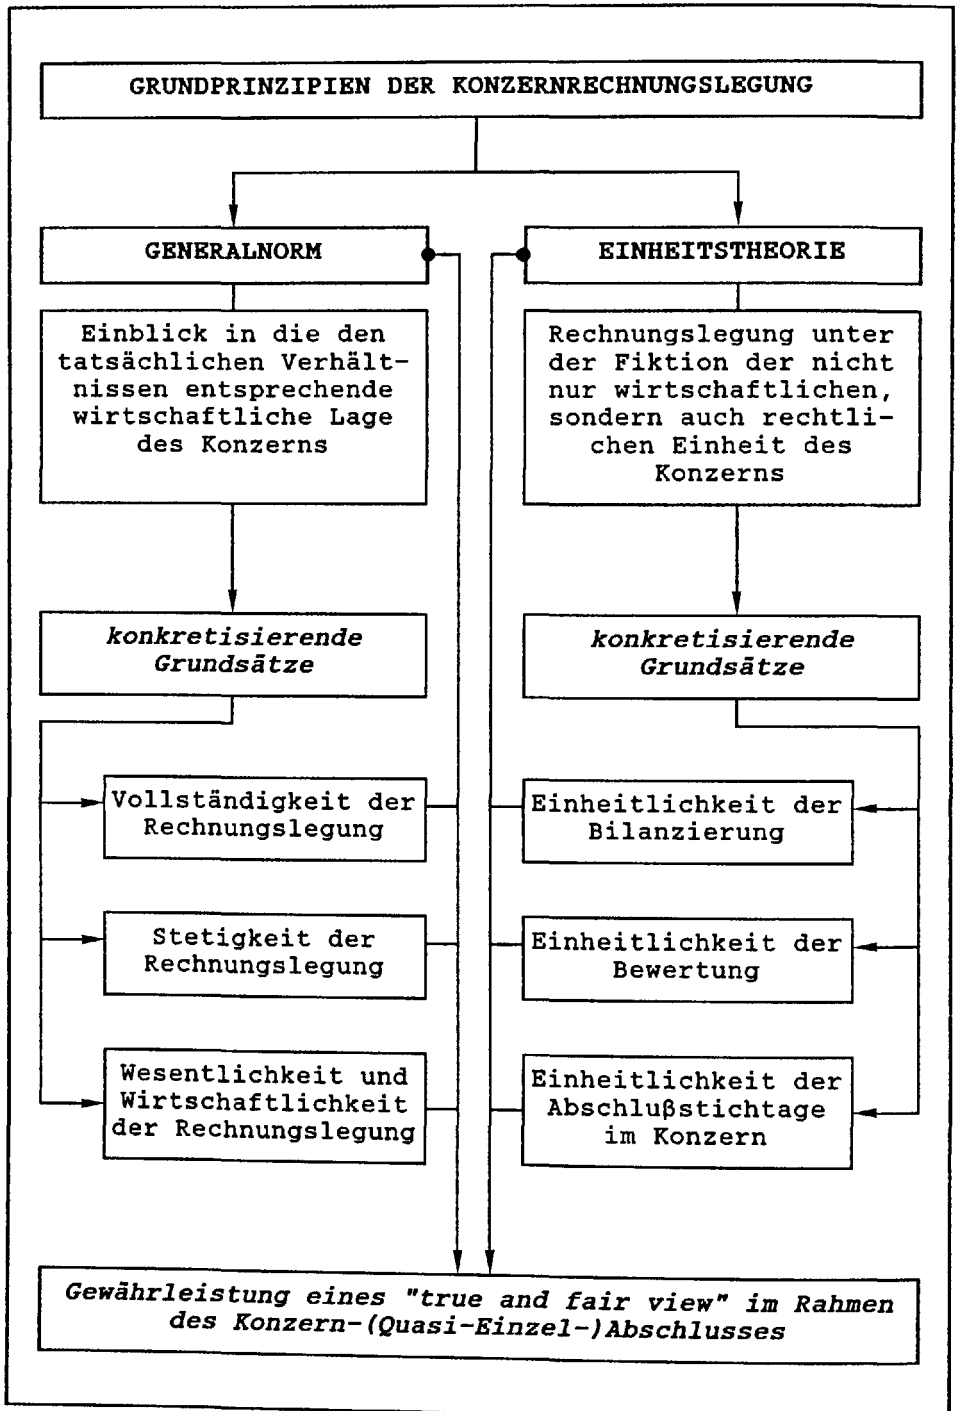 GRUNDPRINZIPIEN DER KONZERNRECHNUNGSLEGUNG
GENERALNORM
Einblick in die den
tatsächlichen Verhält-
nissen entsprechende
wirtschaftliche Lage
des Konzerns
konkretisierende
Grundsätze
Vollständigkeit der
Rechnungslegung
Stetigkeit der
Rechnungslegung
Wesentlichkeit und
Wirtschaftlichkeit
der Rechnungslegung
EINHEITSTHEORIE
Rechnungslegung unter
der Fiktion der nicht
nur wirtschaftlichen,
sondern auch rechtli-
chen Einheit des
Konzerns
konkretisierende
Grundsätze
Einheitlichkeit der
Bilanzierung
Einheitlichkeit der
Bewertung
Einheitlichkeit der
Abschlußstichtage
im Konzern
Gewährleistung eines "true and fair view" im Rahmen
des Konzern-(Quasi-Einzel-)Abschlusses